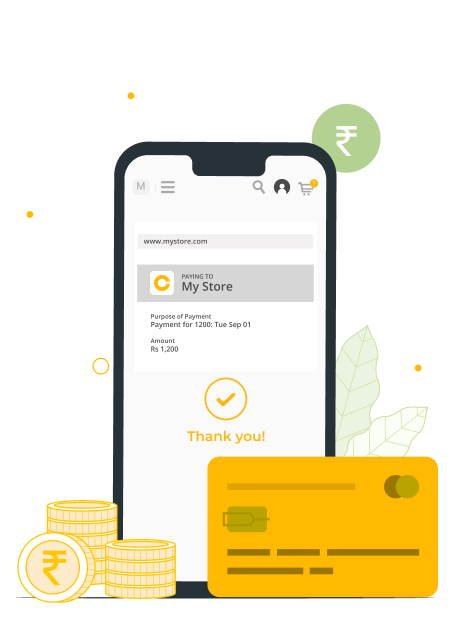 ₹
M
1
www.mystore.com
PAYING TO
My Store
Purpose of Payment
Payment for 1200: Tue Sep 01
Amount
Rs 1,200
Thank you!
₹